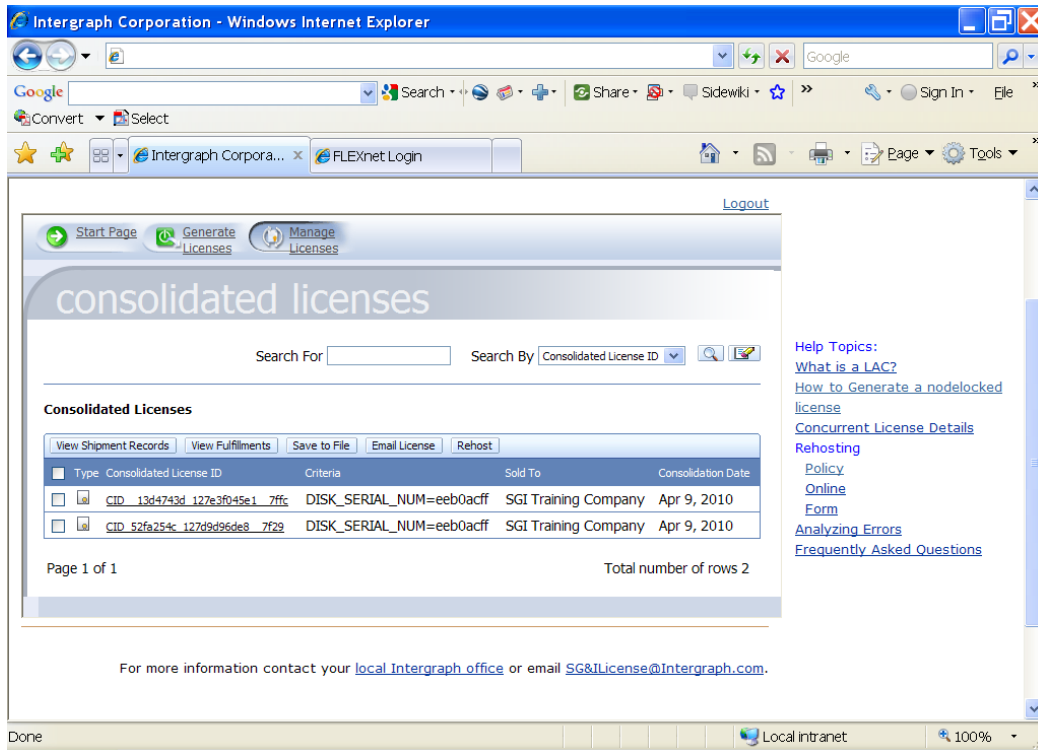 Intergraph Corporation - Windows Internet Explorer
Google
Google Search Share Sidewiki » Sign In File »
Convert Select
Intergraph Corpora... x FLEXnet Login Page Tools »
Logout
Start Page Generate Licenses Manage Licenses
consolidated licenses
Search For Search By Consolidated License ID
Consolidated Licenses
View Shipment Records View Fulfillments Save to File Email License Rehost
Type Consolidated License ID Criteria Sold To Consolidation Date
CID__13d4743d_127e3f045e1__7ffc DISK_SERIAL_NUM=eeb0acff SGI Training Company Apr 9, 2010
CID_52fa254c_127d9d96de8__7f29 DISK_SERIAL_NUM=eeb0acff SGI Training Company Apr 9, 2010
Page 1 of 1 Total number of rows 2
Help Topics:
What is a LAC?
How to Generate a nodelocked
license
Concurrent License Details
Rehosting
Policy
Online
Form
Analyzing Errors
Frequently Asked Questions
For more information contact your local Intergraph office or email SG&ILicense@Intergraph.com.
Done Local intranet 100%